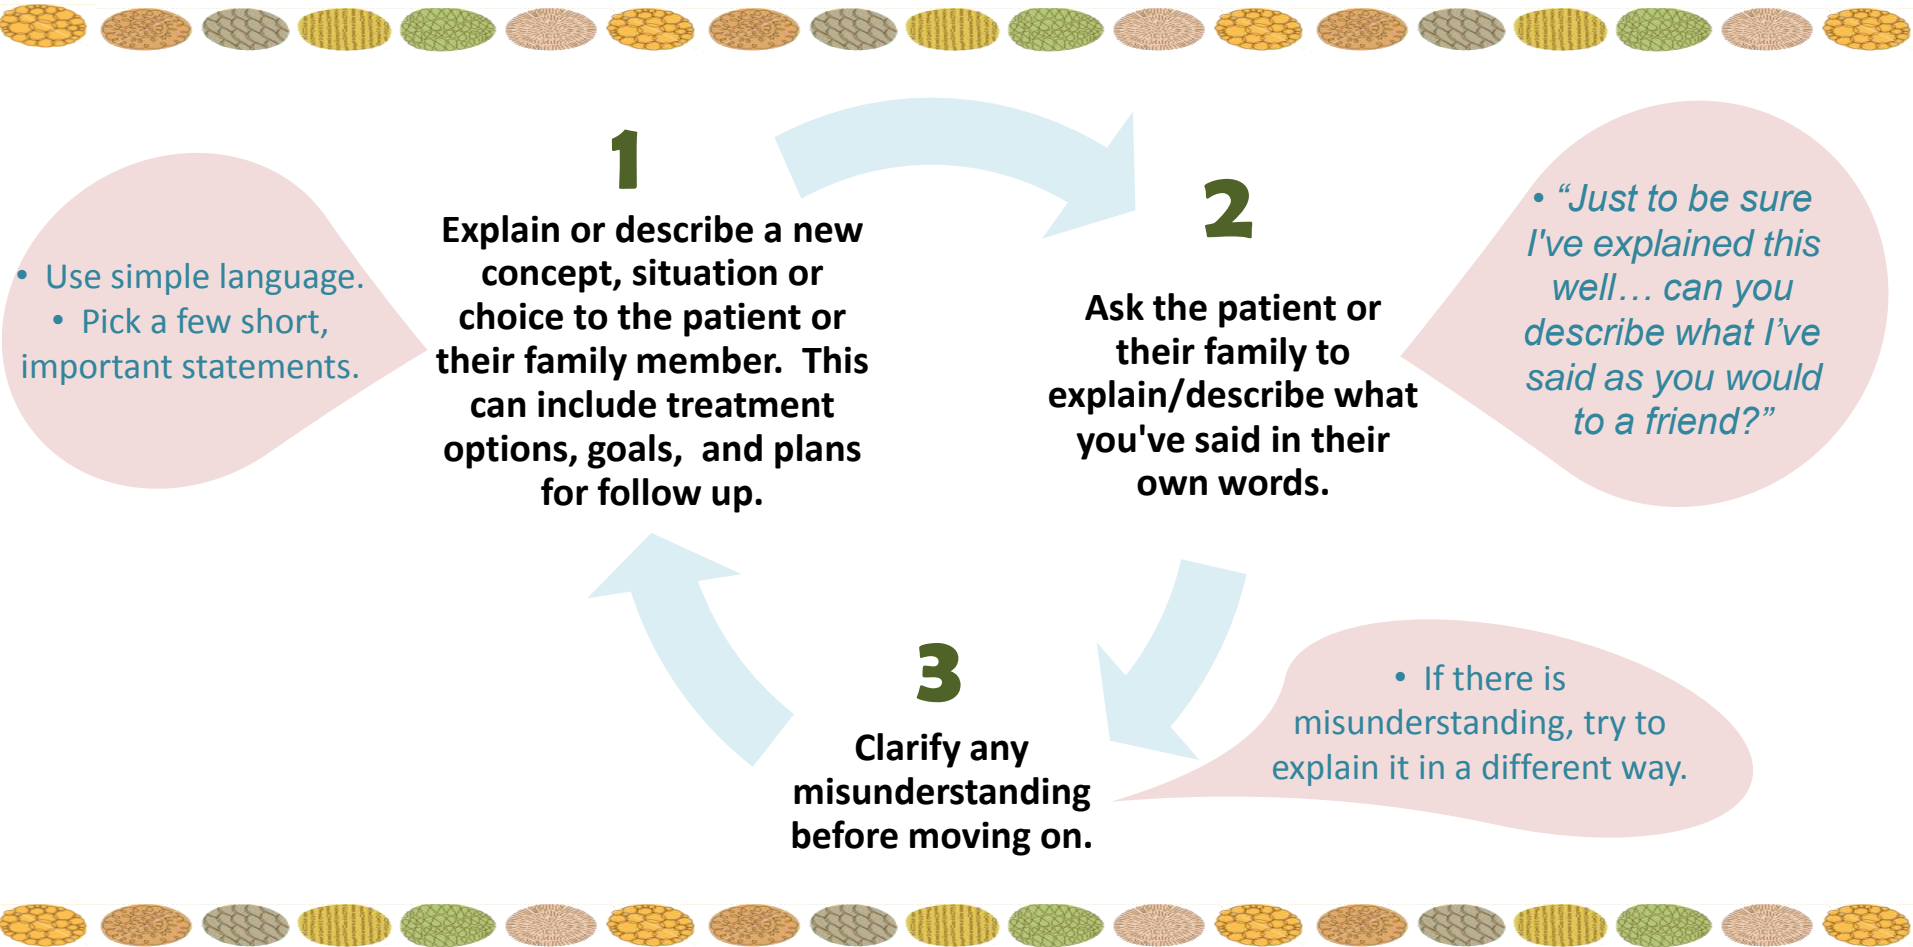 1
Explain or describe a new
concept, situation or
choice to the patient or
their family member.  This
can include treatment
options, goals,  and plans
for follow up.
• Use simple language.
• Pick a few short,
important statements.
2
Ask the patient or
their family to
explain/describe what
you've said in their
own words.
• “Just to be sure
I've explained this
well… can you
describe what I’ve
said as you would
to a friend?”
3
Clarify any
misunderstanding
before moving on.
• If there is
misunderstanding, try to
explain it in a different way.